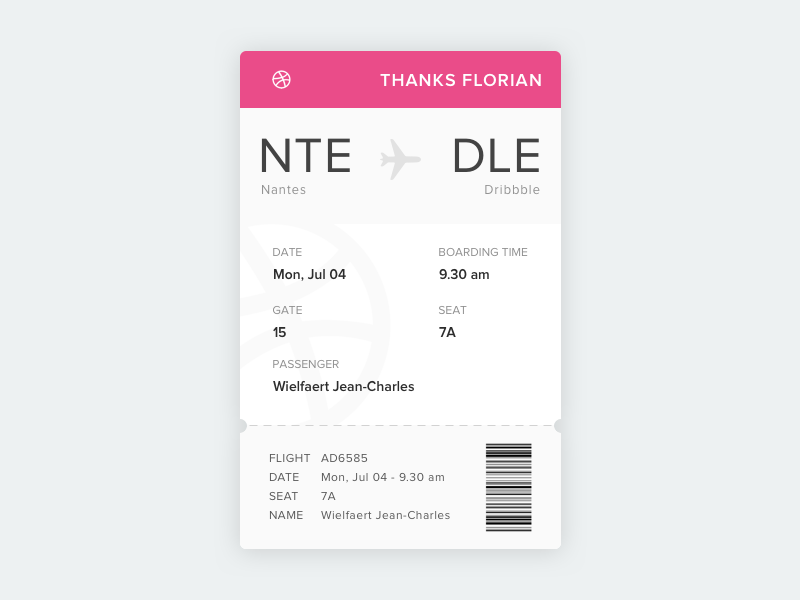 THANKS FLORIAN
NTE DLE
Nantes Dribbble
DATE BOARDING TIME
Mon, Jul 04 9.30 am
GATE SEAT
15 7A
PASSENGER
Wielfaert Jean-Charles
FLIGHT AD6585
DATE Mon, Jul 04 - 9.30 am
SEAT 7A
NAME Wielfaert Jean-Charles